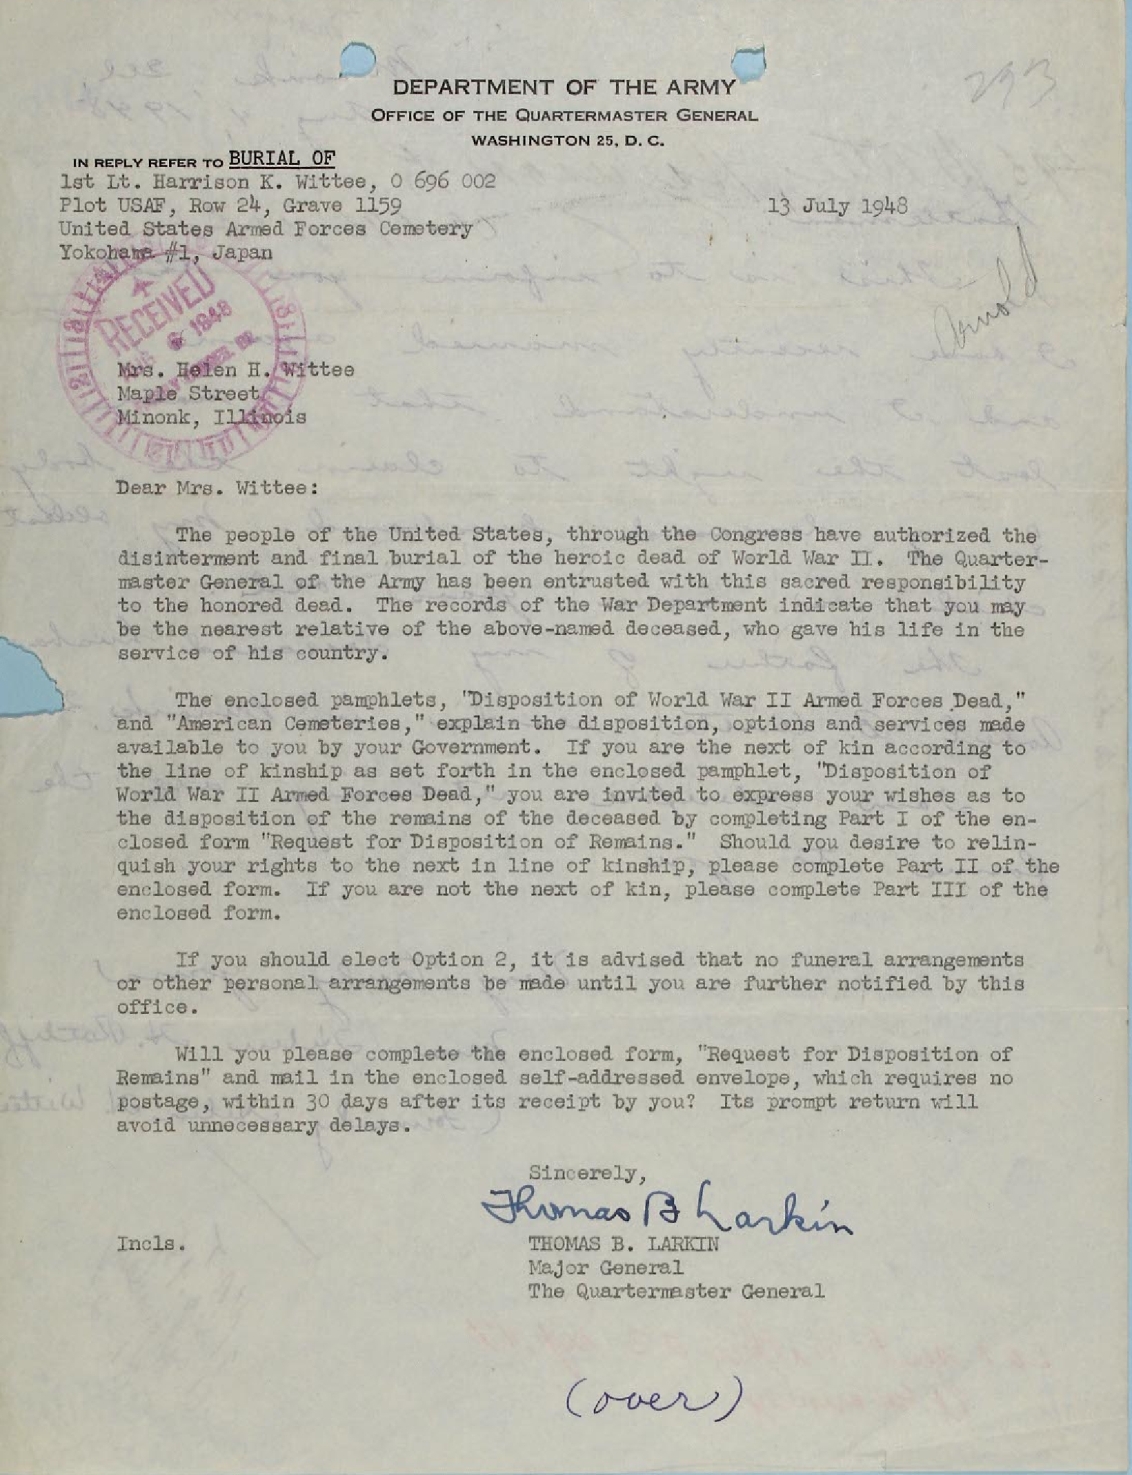 293
DEPARTMENT OF THE ARMY
OFFICE OF THE QUARTERMASTER GENERAL
WASHINGTON 25, D. C.
IN REPLY REFER TO BURIAL OF
1st Lt. Harrison K. Wittee, O 696 002
Plot USAF, Row 24, Grave 1159
13 July 1948
United States Armed Forces Cemetery
Yokohama #1, Japan
Arnold
RECEIVED
6 1948
Mrs. Helen H. Wittee
Maple Street
Minonk, Illinois
Dear Mrs. Wittee:
The people of the United States, through the Congress have authorized the
disinterment and final burial of the heroic dead of World War II. The Quarter-
master General of the Army has been entrusted with this sacred responsibility
to the honored dead. The records of the War Department indicate that you may
be the nearest relative of the above-named deceased, who gave his life in the
service of his country.
The enclosed pamphlets, "Disposition of World War II Armed Forces Dead,"
and "American Cemeteries," explain the disposition, options and services made
available to you by your Government. If you are the next of kin according to
the line of kinship as set forth in the enclosed pamphlet, "Disposition of
World War II Armed Forces Dead," you are invited to express your wishes as to
the disposition of the remains of the deceased by completing Part I of the en-
closed form "Request for Disposition of Remains." Should you desire to relin-
quish your rights to the next in line of kinship, please complete Part II of the
enclosed form. If you are not the next of kin, please complete Part III of the
enclosed form.
If you should elect Option 2, it is advised that no funeral arrangements
or other personal arrangements be made until you are further notified by this
office.
Will you please complete the enclosed form, "Request for Disposition of
Remains" and mail in the enclosed self-addressed envelope, which requires no
postage, within 30 days after its receipt by you? Its prompt return will
avoid unnecessary delays.
Sincerely,
Thomas B Larkin
Incls.
THOMAS B. LARKIN
Major General
The Quartermaster General
(over)